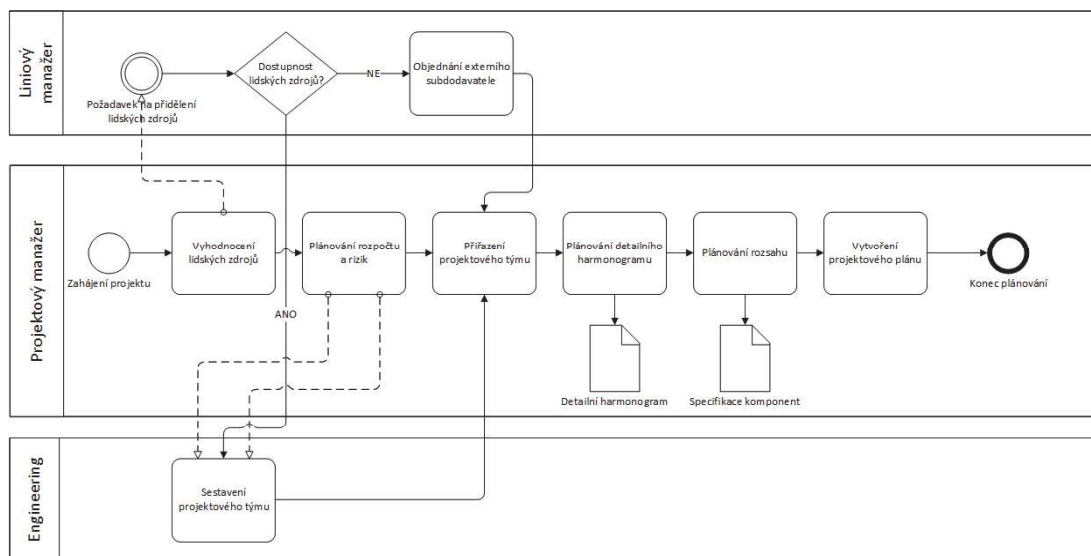 Liniový
manažer
Požadavek na přidělení
lidských zdrojů
Dostupnost
lidských zdrojů?
NE
Objednání externího
subdodavatele
Projektový manažer
Zahájení projektu
Vyhodnocení
lidských zdrojů
Plánování rozpočtu
a rizik
Přiřazení
projektového týmu
Plánování detailního
harmonogramu
Plánování rozsahu
Vytvoření
projektového plánu
Konec plánování
ANO
Detailní harmonogram
Specifikace komponent
Engineering
Sestavení
projektového týmu